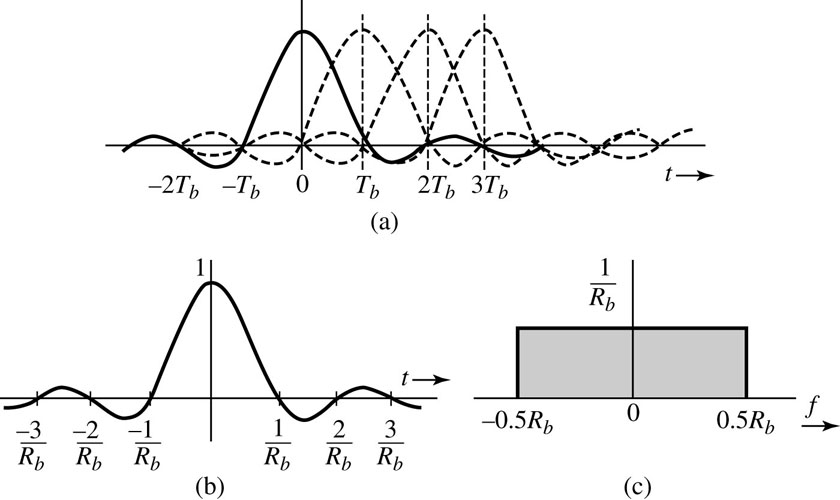 –2T_b –T_b 0 T_b 2T_b 3T_b t
(a)
1
t
–3/R_b –2/R_b –1/R_b 1/R_b 2/R_b 3/R_b
(b)
1/R_b
–0.5R_b 0 0.5R_b f
(c)